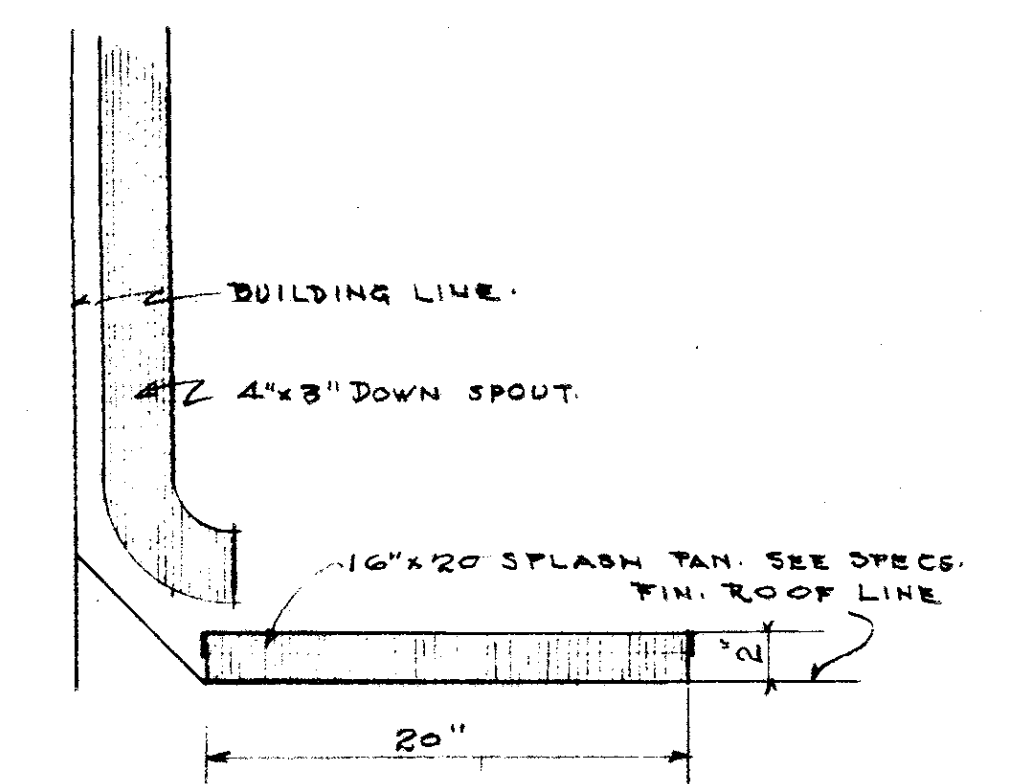 BUILDING LINE.
4"x3" DOWN SPOUT.
16"x20 SPLASH PAN. SEE SPECS.
FIN. ROOF LINE
2"
20"